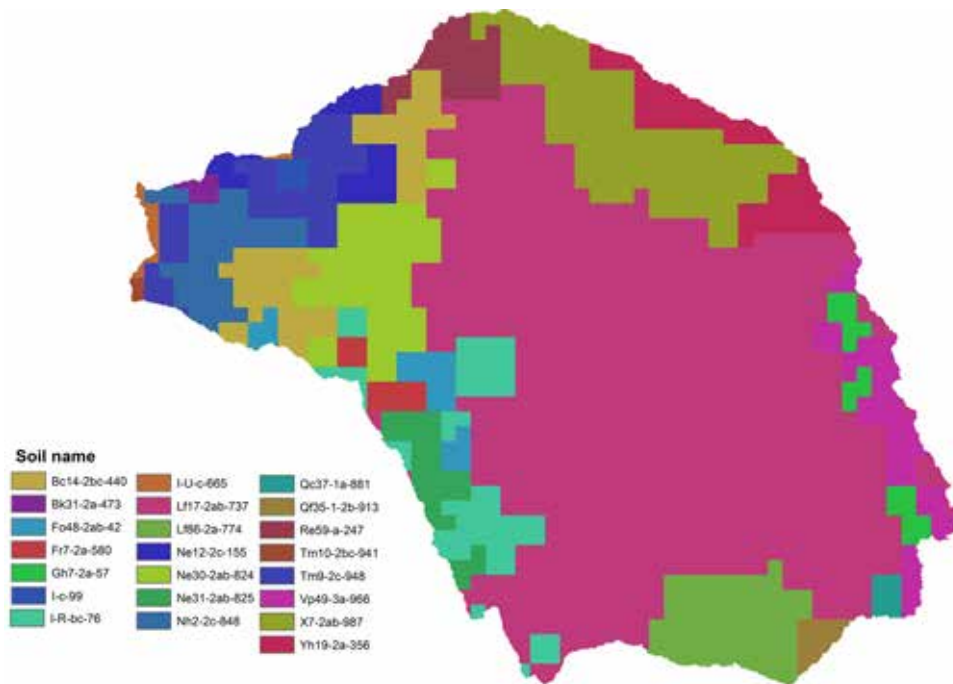 Soil name
Bc14-2bc-440
Bk31-2a-473
Fo48-2ab-42
Fr7-2a-580
Gh7-2a-57
I-c-99
I-R-bc-76
I-U-c-665
Lf17-2ab-737
Lf86-2a-774
Ne12-2c-155
Ne30-2ab-824
Ne31-2ab-825
Nh2-2c-848
Qc37-1a-881
Qf35-1-2b-913
Re59-a-247
Tm10-2bc-941
Tm9-2c-948
Vp49-3a-966
X7-2ab-987
Yh19-2a-356